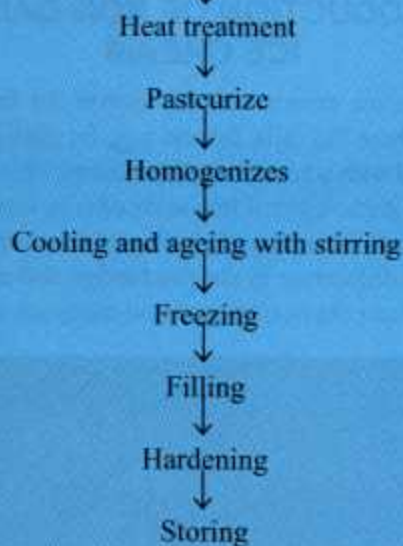 Heat treatment
Pasteurize
Homogenizes
Cooling and ageing with stirring
Freezing
Filling
Hardening
Storing